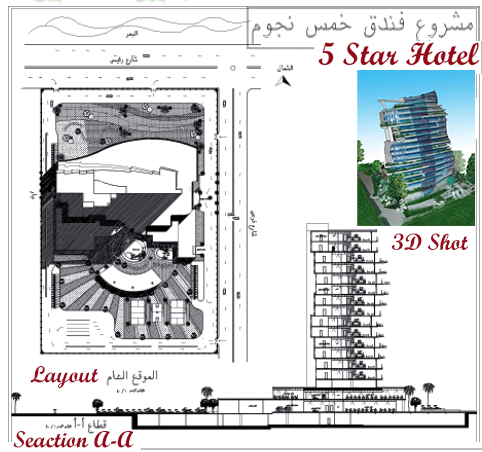 مشروع فندق خمس نجوم
5 Star Hotel
البحر
شارع رئيسي
الشمال
3D Shot
Layout الموقع العام
قطاع أ-أ
Seaction A-A